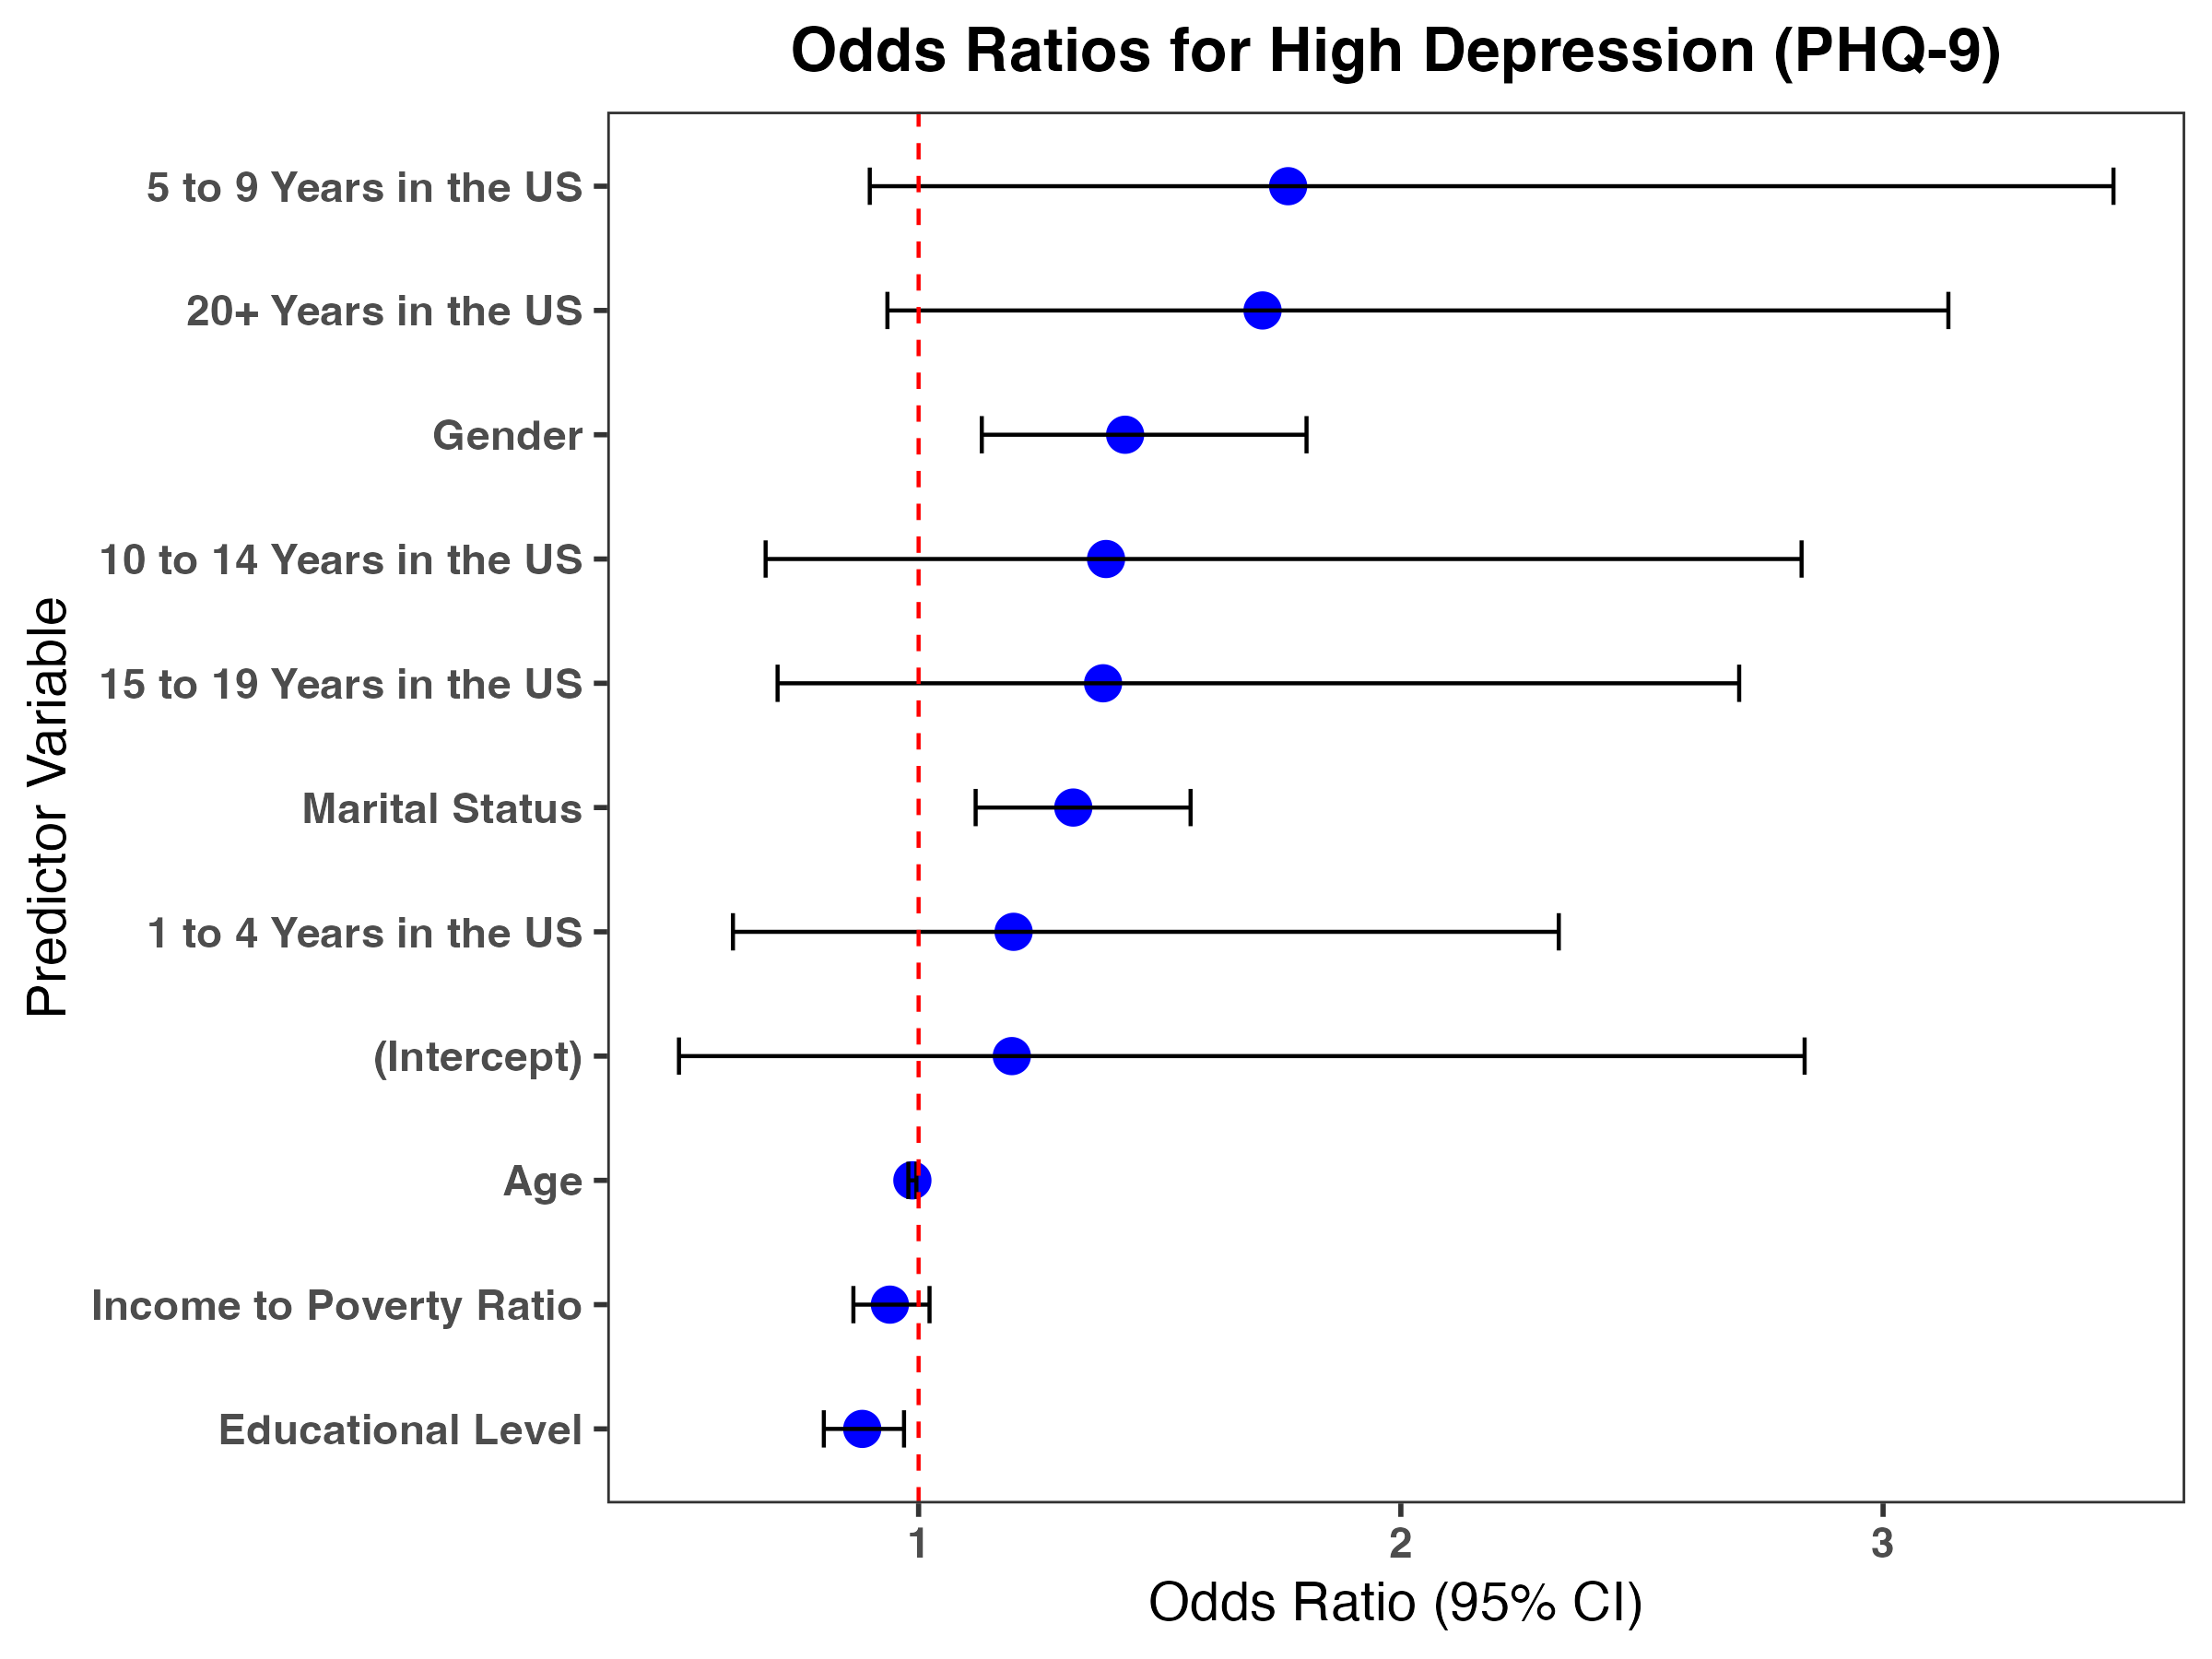 Odds Ratios for High Depression (PHQ-9)
Predictor Variable
5 to 9 Years in the US
20+ Years in the US
Gender
10 to 14 Years in the US
15 to 19 Years in the US
Marital Status
1 to 4 Years in the US
(Intercept)
Age
Income to Poverty Ratio
Educational Level
1 2 3
Odds Ratio (95% CI)